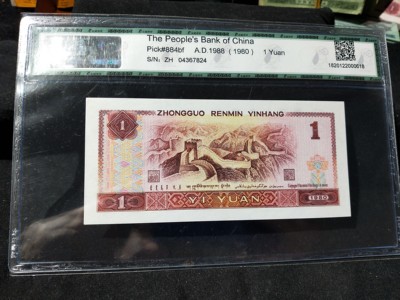 The People's Bank of China
Pick#884bf A.D.1988 (1980) 1 Yuan
S/N: ZH 04367824
1820122000618
ZHONGGUO RENMIN YINHANG
1
1
1
YI YUAN
1980